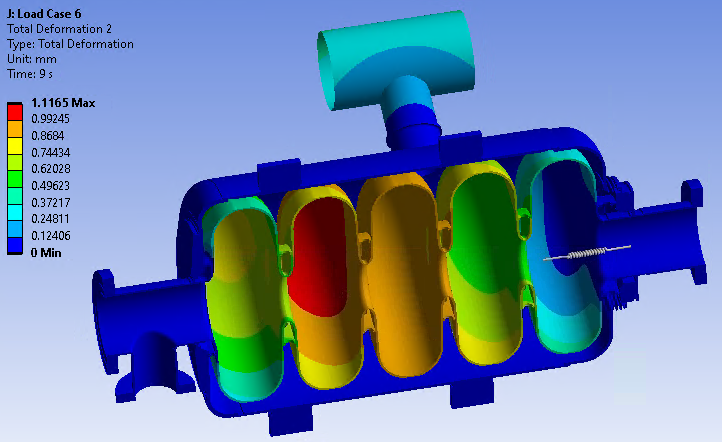 J: Load Case 6
Total Deformation 2
Type: Total Deformation
Unit: mm
Time: 9 s
1.1165 Max
0.99245
0.8684
0.74434
0.62028
0.49623
0.37217
0.24811
0.12406
0 Min